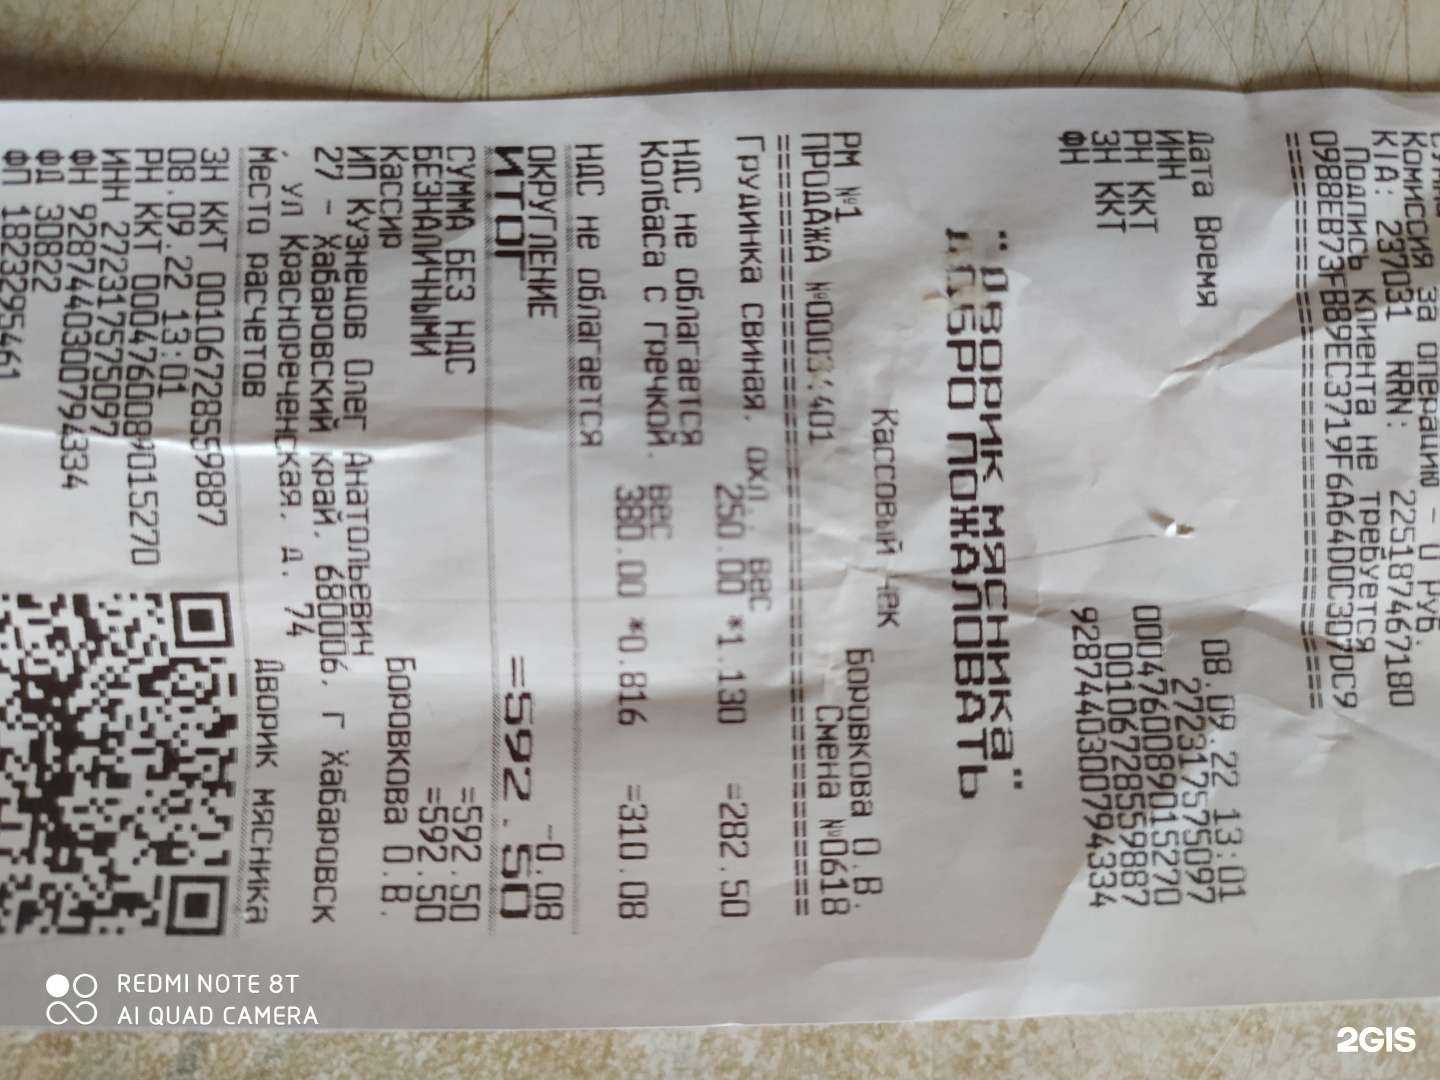 Комиссия за операцию - 0 руб.
KIA: 237031 RRN: 225187467180
Подпись клиента не требуется
===============================
Дата Время 08.09.22 13:01
ИНН 272317575097
РН ККТ 0004760089015270
ЗН ККТ 00106728559887
ФН 9287440300794334
"ДВОРИК МЯСНИКА"
ДОБРО ПОЖАЛОВАТЬ
Кассовый чек
РМ №1 Боровкова О.В.
ПРОДАЖА Смена №0618
===============================
Грудинка свиная, охл., вес
250.00 *1.130 =282.50
НДС не облагается
Колбаса с гречкой, вес
380.00 *0.816 =310.08
НДС не облагается
ОКРУГЛЕНИЕ -0.08
ИТОГ =592.50
СУММА БЕЗ НДС =592.50
БЕЗНАЛИЧНЫМИ =592.50
Кассир Боровкова О.В.
ИП Кузнецов Олег Анатольевич
27 - Хабаровский край, 680006, г Хабаровск
, ул Краснореченская, д. 74
Место расчетов Дворик мясника
ЗН ККТ 00106728559887
08.09.22 13:01
РН ККТ 0004760089015270
ИНН 272317575097
ФН 9287440300794334
ФД 30822
ФП 1823295461
REDMI NOTE 8T
AI QUAD CAMERA
2GIS